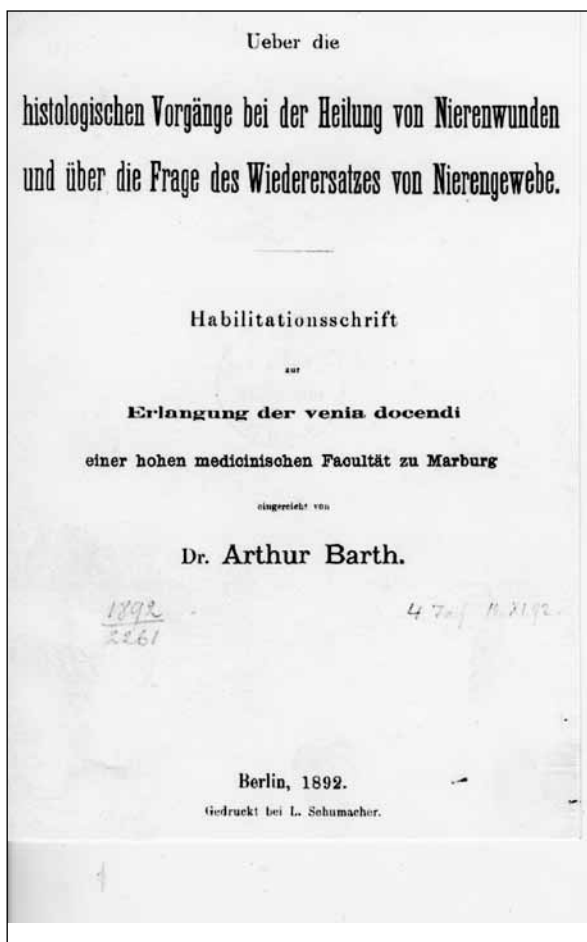 Ueber die
histologischen Vorgänge bei der Heilung von Nierenwunden
und über die Frage des Wiederersatzes von Nierengewebe.
Habilitationsschrift
zur
Erlangung der venia docendi
einer hohen medicinischen Facultät zu Marburg
eingereicht von
Dr. Arthur Barth.
1892
2261
4 Taf
Berlin, 1892.
Gedruckt bei L. Schumacher.